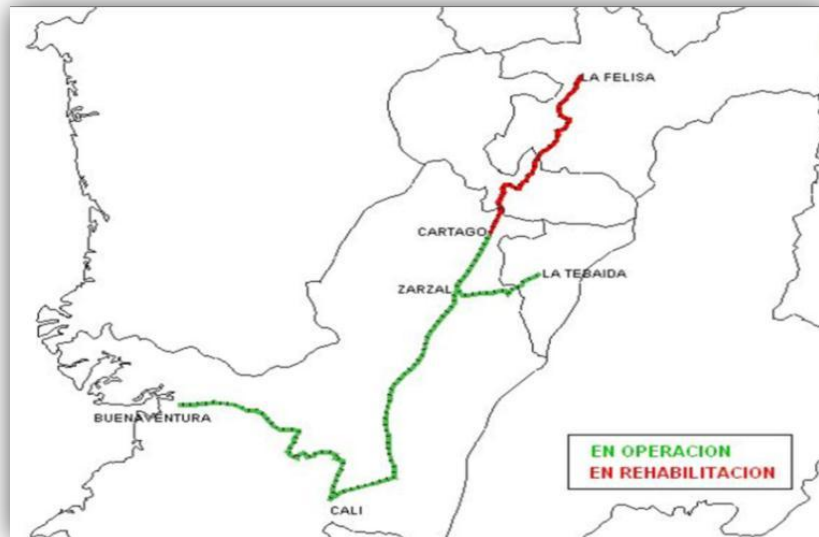 LA FELISA
CARTAGO
LA TEBAIDA
ZARZAL
BUENAVENTURA
EN OPERACION
EN REHABILITACION
CALI